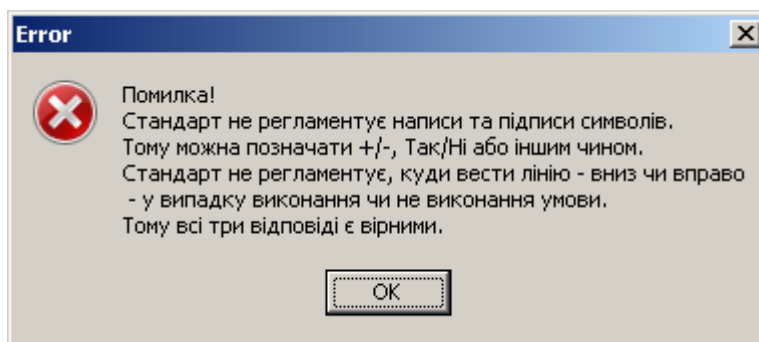 Error
Помилка!
Стандарт не регламентує написи та підписи символів.
Тому можна позначати +/-, Так/Ні або іншим чином.
Стандарт не регламентує, куди вести лінію - вниз чи вправо
- у випадку виконання чи не виконання умови.
Тому всі три відповіді є вірними.
OK